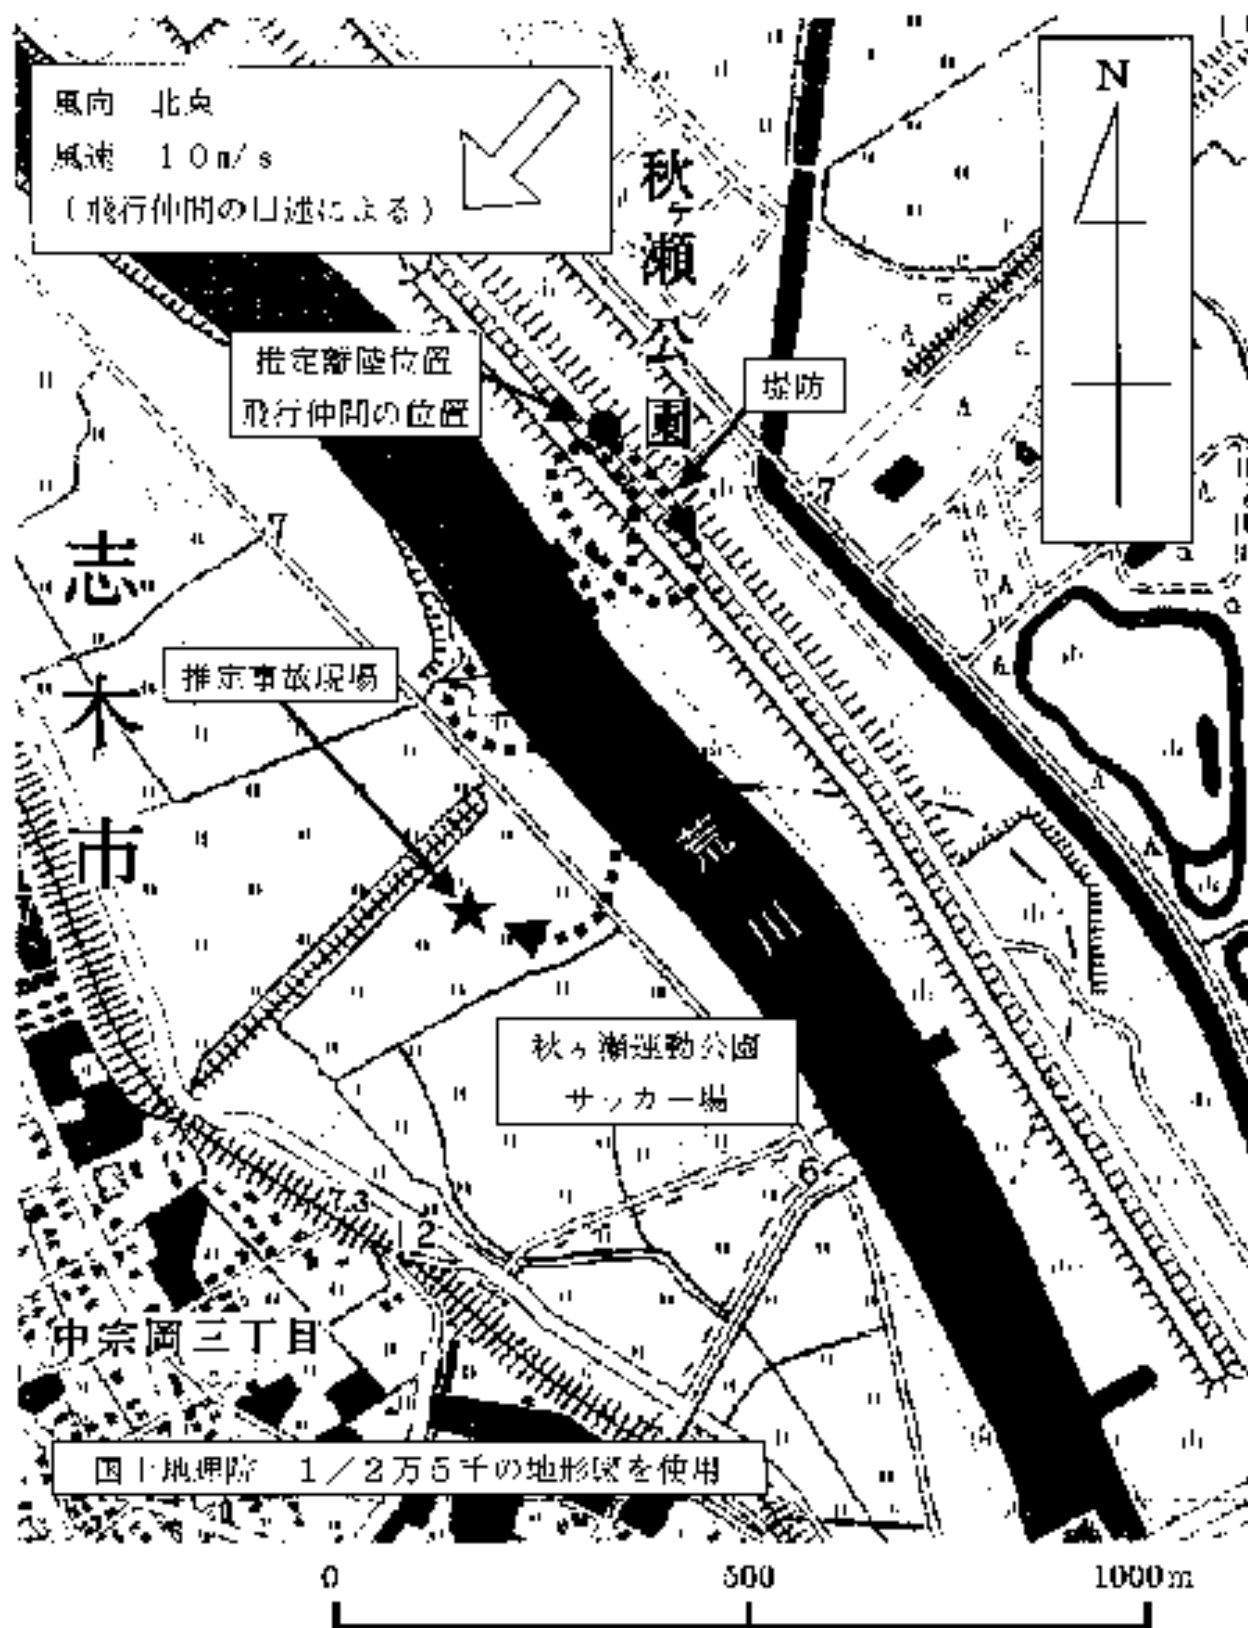 風向 北東
風速 10m/s
(飛行仲間の口述による)
N
秋ヶ瀬公園
推定離陸位置
飛行仲間の位置
堤防
7
7
志木市
推定事故現場
荒川
秋ヶ瀬運動公園
サッカー場
6
12
中宗岡三丁目
国土地理院 1/2万5千の地形図を使用
0 500 1000m